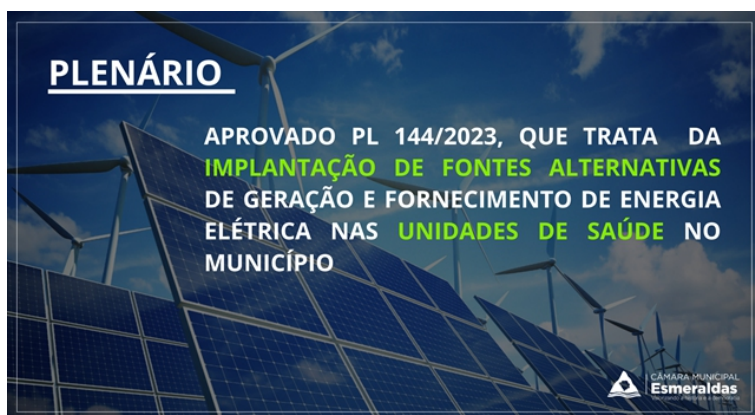 PLENÁRIO
APROVADO PL 144/2023, QUE TRATA DA
IMPLANTAÇÃO DE FONTES ALTERNATIVAS
DE GERAÇÃO E FORNECIMENTO DE ENERGIA
ELÉTRICA NAS UNIDADES DE SAÚDE NO
MUNICÍPIO
CÂMARA MUNICIPAL
Esmeraldas